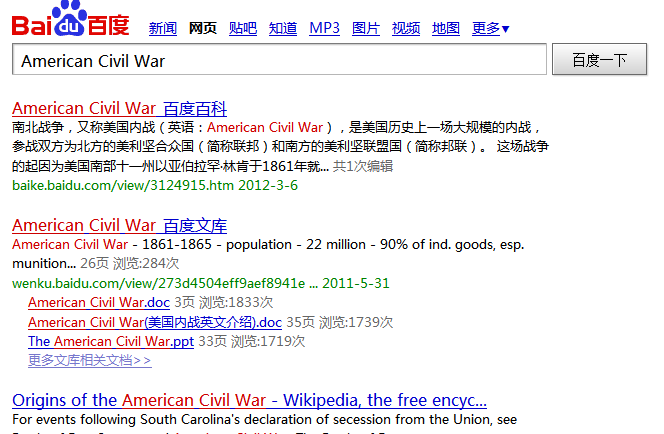 Bai du 百度 新闻 网页 贴吧 知道 MP3 图片 视频 地图 更多▼
American Civil War 百度一下
American Civil War 百度百科
南北战争，又称美国内战（英语：American Civil War），是美国历史上一场大规模的内战，
参战双方为北方的美利坚合众国（简称联邦）和南方的美利坚联盟国（简称邦联）。 这场战争
的起因为美国南部十一州以亚伯拉罕·林肯于1861年就... 共1次编辑
baike.baidu.com/view/3124915.htm 2012-3-6
American Civil War 百度文库
American Civil War - 1861-1865 - population - 22 million - 90% of ind. goods, esp.
munition... 26页 浏览:284次
wenku.baidu.com/view/273d4504eff9aef8941e ... 2011-5-31
American Civil War.doc 3页 浏览:1833次
American Civil War(美国内战英文介绍).doc 35页 浏览:1739次
The American Civil War.ppt 33页 浏览:1719次
更多文库相关文档>>
Origins of the American Civil War - Wikipedia, the free encyc...
For events following South Carolina's declaration of secession from the Union, see